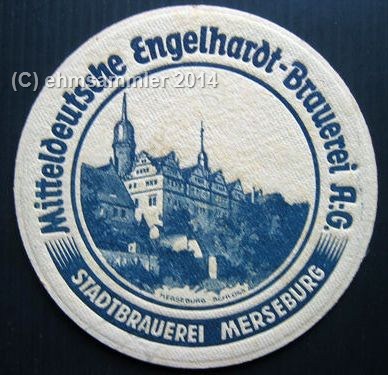 Mitteldeutsche Engelhardt-Brauerei A.G.
(C) ehmsammler 2014
MERSEBURG SCHLOSS
STADTBRAUEREI MERSEBURG